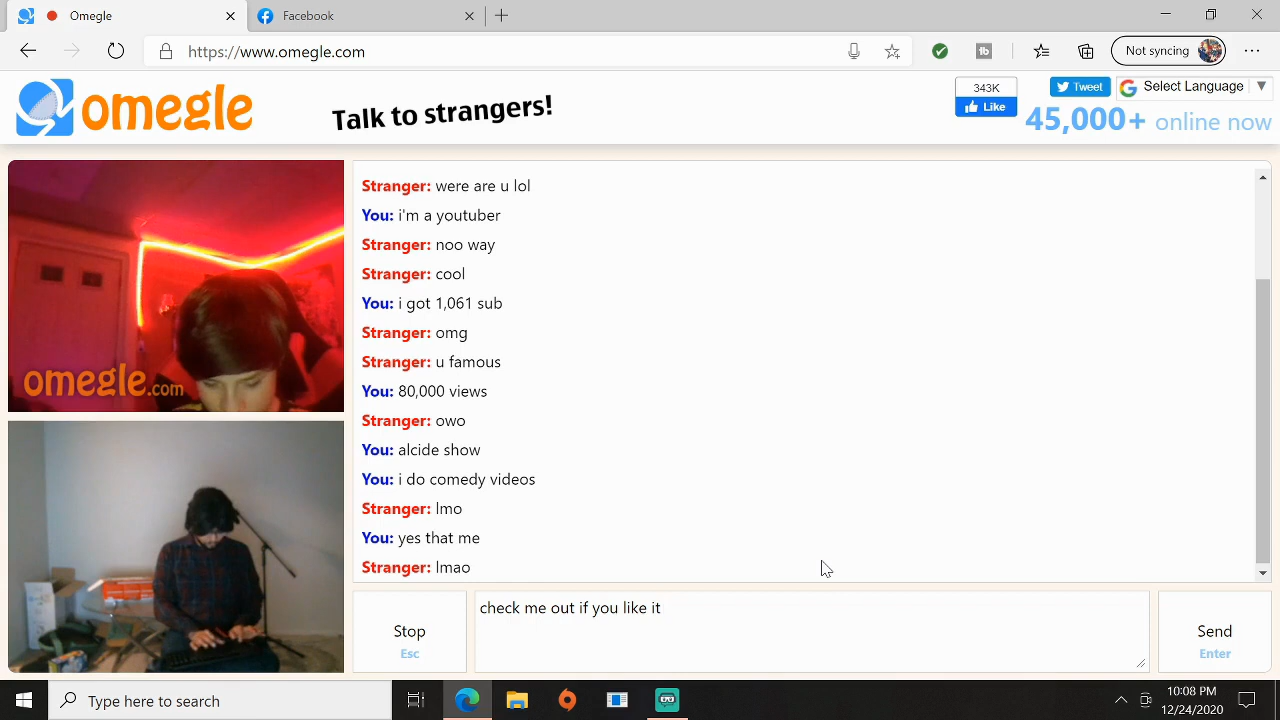 Omegle
Facebook
https://www.omegle.com
Not syncing
omegle
Talk to strangers!
343K
Like
Tweet
Select Language
45,000+ online now
Stranger: were are u lol
You: i'm a youtuber
Stranger: noo way
Stranger: cool
You: i got 1,061 sub
Stranger: omg
Stranger: u famous
You: 80,000 views
Stranger: owo
You: alcide show
You: i do comedy videos
Stranger: lmo
You: yes that me
Stranger: lmao
omegle.com
Stop
Esc
check me out if you like it
Send
Enter
Type here to search
10:08 PM
12/24/2020